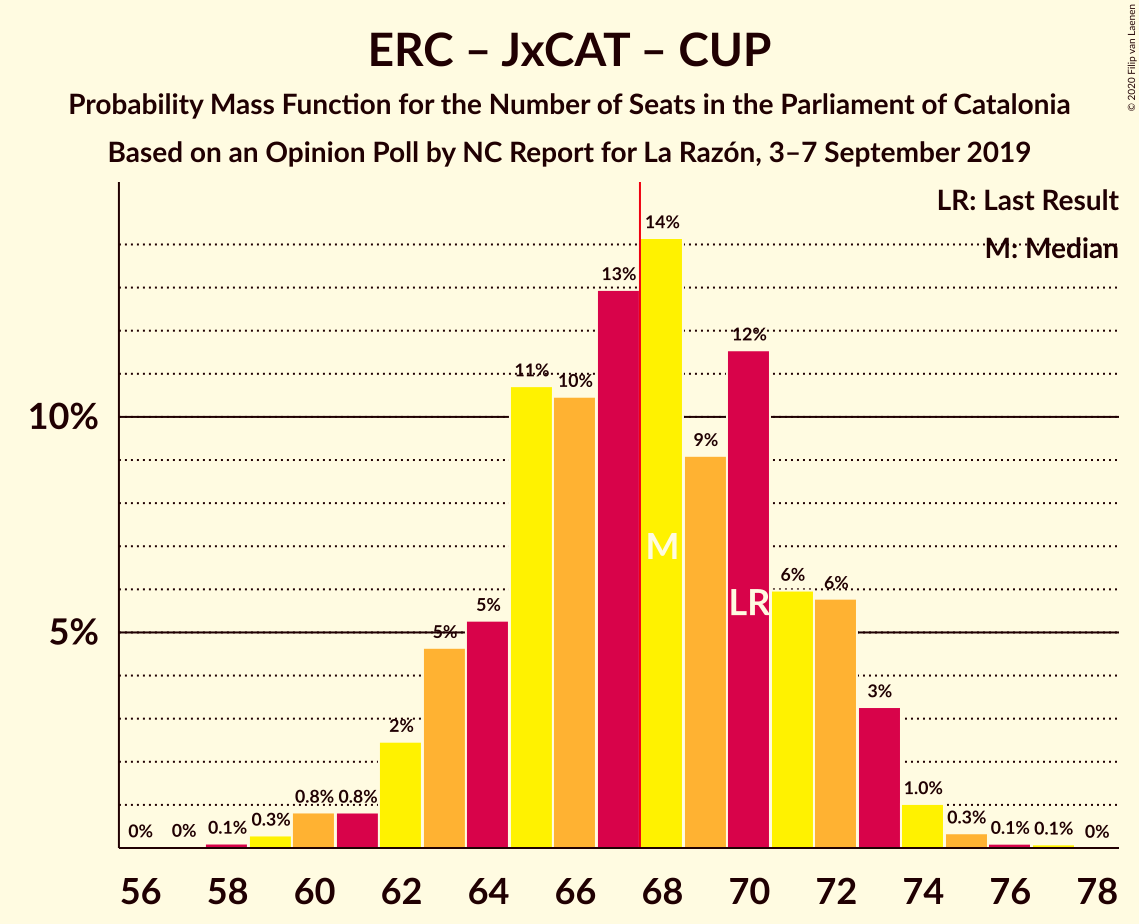 © 2020 Filip van Laenen
ERC – JxCAT – CUP
Probability Mass Function for the Number of Seats in the Parliament of Catalonia
Based on an Opinion Poll by NC Report for La Razón, 3–7 September 2019
LR: Last Result
M: Median
10%
5%
0%
0%
0.1%
0.3%
0.8%
0.8%
2%
5%
5%
11%
10%
13%
14%
9%
12%
6%
6%
3%
1.0%
0.3%
0.1%
0.1%
0%
M
LR
56 58 60 62 64 66 68 70 72 74 76 78